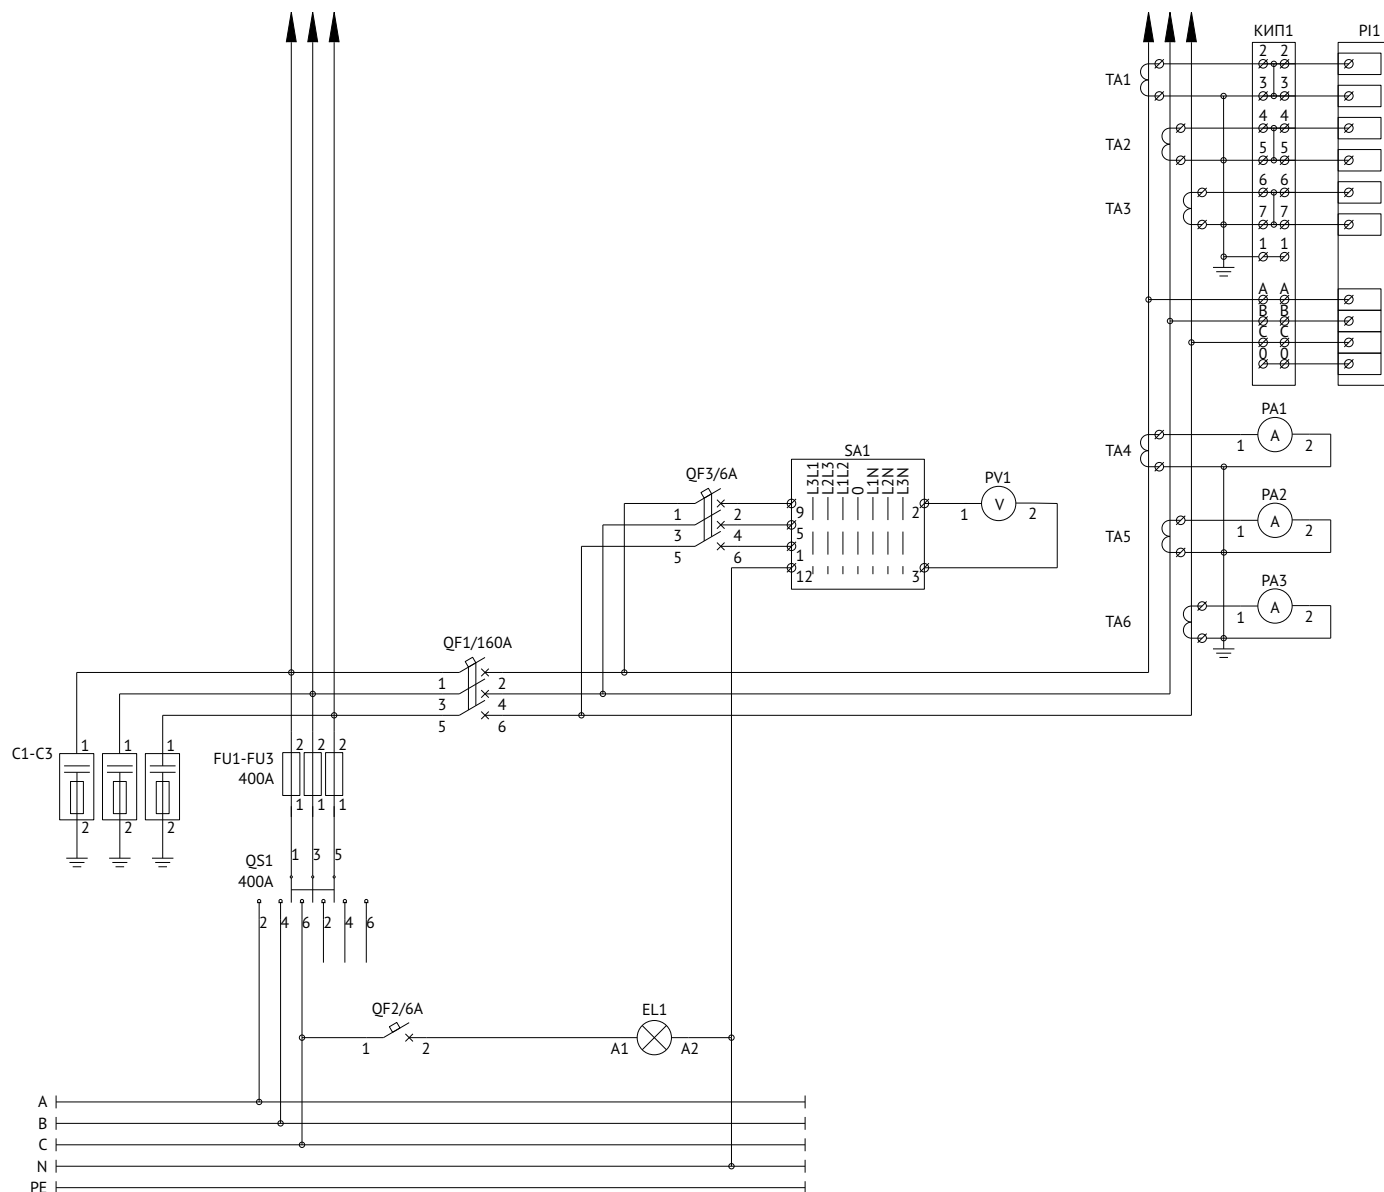 КИП1
PI1
2 2
TA1
3 3
4 4
TA2
5 5
6 6
TA3
7 7
1 1
A A
B B
C C
0 0
PA1
A
1 2
TA4
SA1
L3L1
L2L3
L1L2
0
L1N
L2N
L3N
QF3/6A
PV1
V
1 2
9
2
1 2
3 4
5 6
5
1
12
3
PA2
A
1 2
TA5
PA3
A
1 2
TA6
QF1/160A
1 2
3 4
5 6
C1-C3
1 1 1
2 2 2
FU1-FU3
400A
2 2 2
1 1 1
QS1
400A
1 3 5
2 4 6 2 4 6
QF2/6A
1 2
EL1
A1 A2
A
B
C
N
PE